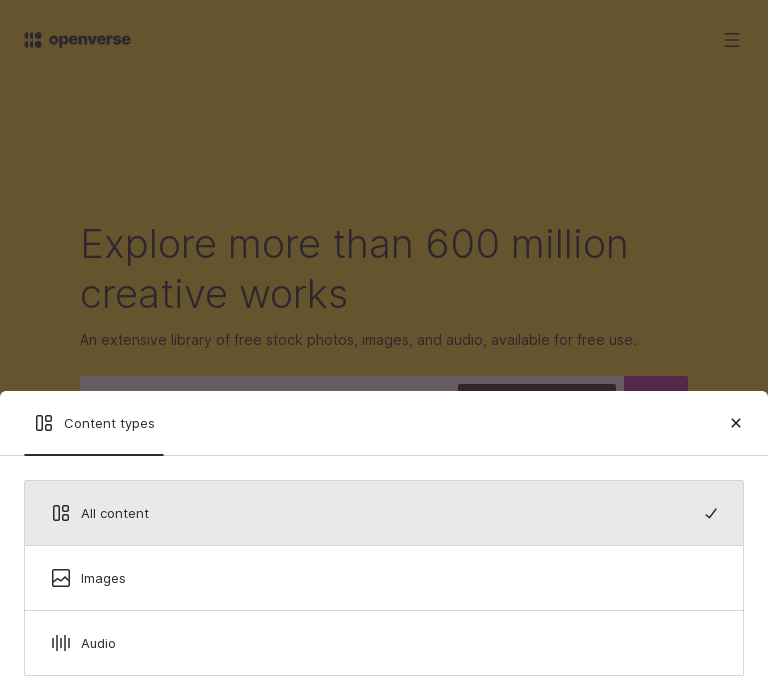 openverse
Explore more than 600 million
creative works
An extensive library of free stock photos, images, and audio, available for free use.
Content types
All content
Images
Audio